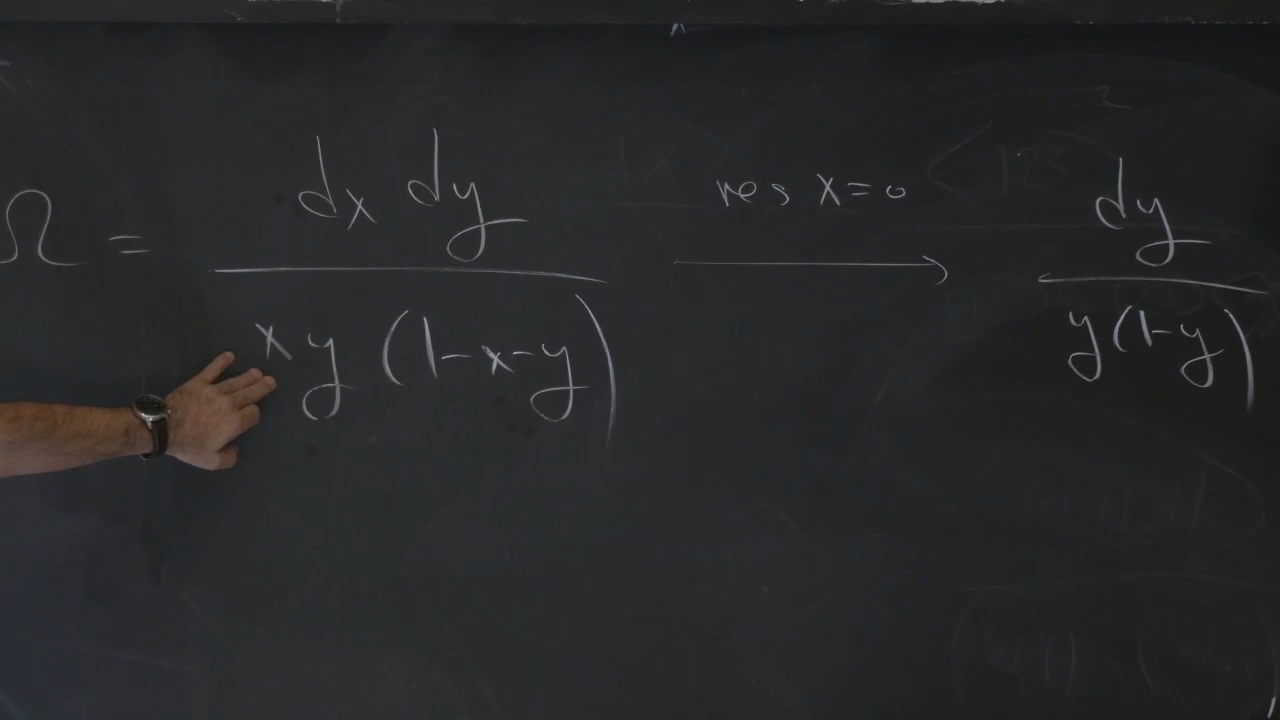 Ω = dx dy / xy (1-x-y) res x=0 → dy / y(1-y)